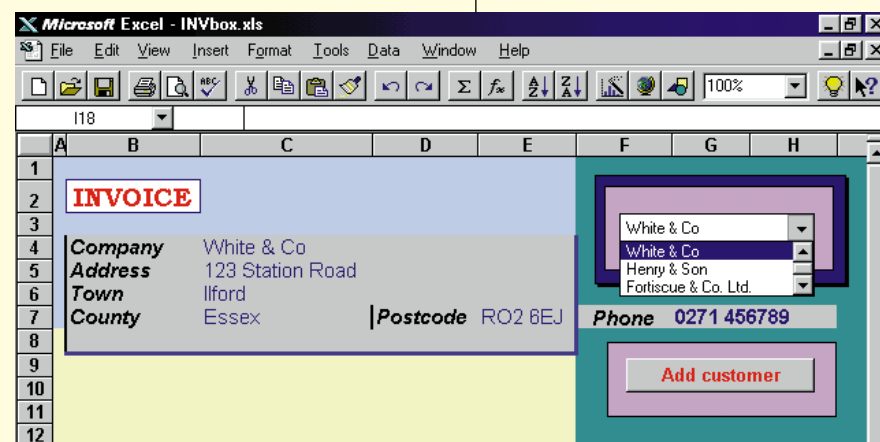 Microsoft Excel - INVbox.xls
File Edit View Insert Format Tools Data Window Help
ABC Σ fx A Z Z A 100% ?
I18
A B C D E F G H
1
2 INVOICE
3 White & Co
4 Company White & Co White & Co
5 Address 123 Station Road Henry & Son
6 Town Ilford Fortiscue & Co. Ltd.
7 County Essex Postcode RO2 6EJ Phone 0271 456789
8
9 Add customer
10
11
12